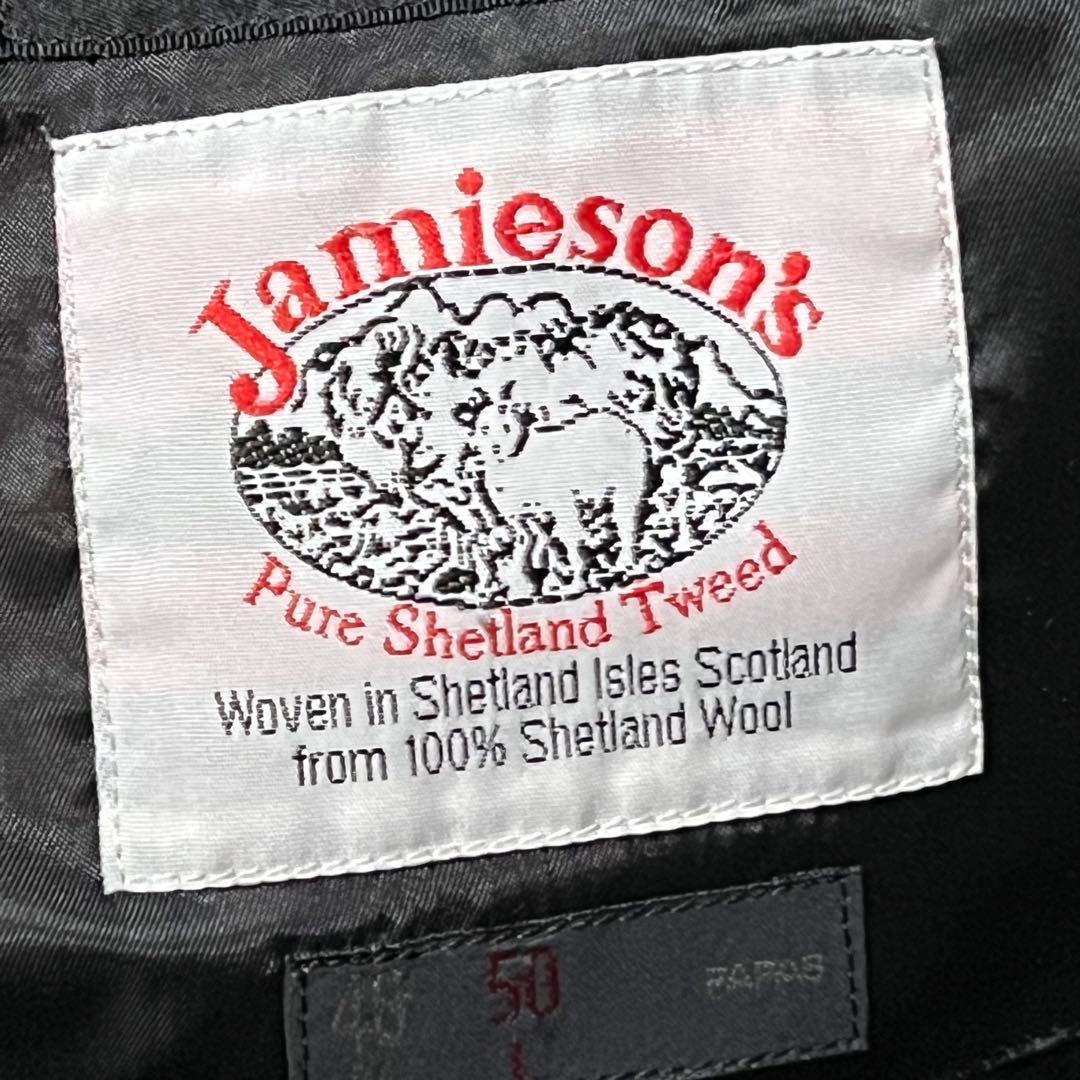 Jamieson's
Pure Shetland Tweed
Woven in Shetland Isles Scotland
from 100% Shetland Wool
50